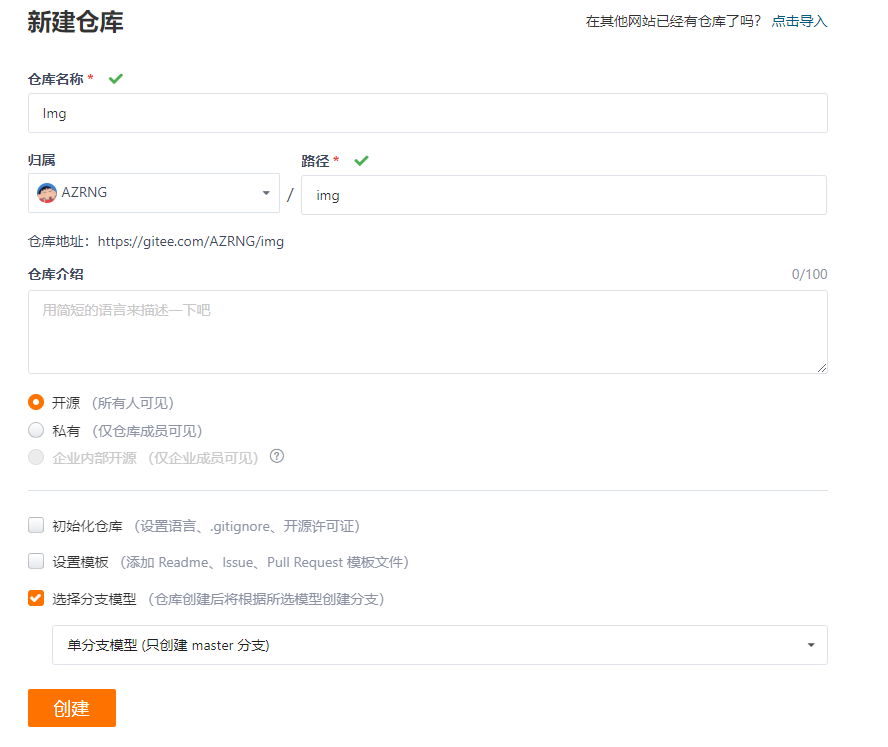 新建仓库
在其他网站已经有仓库了吗? 点击导入
仓库名称 *
Img
归属
路径 *
AZRNG
/
img
仓库地址：https://gitee.com/AZRNG/img
仓库介绍
0/100
用简短的语言来描述一下吧
开源 （所有人可见）
私有 （仅仓库成员可见）
企业内部开源 （仅企业成员可见） ?
初始化仓库 （设置语言、.gitignore、开源许可证）
设置模板 （添加 Readme、Issue、Pull Request 模板文件）
选择分支模型 （仓库创建后将根据所选模型创建分支）
单分支模型 (只创建 master 分支)
创建